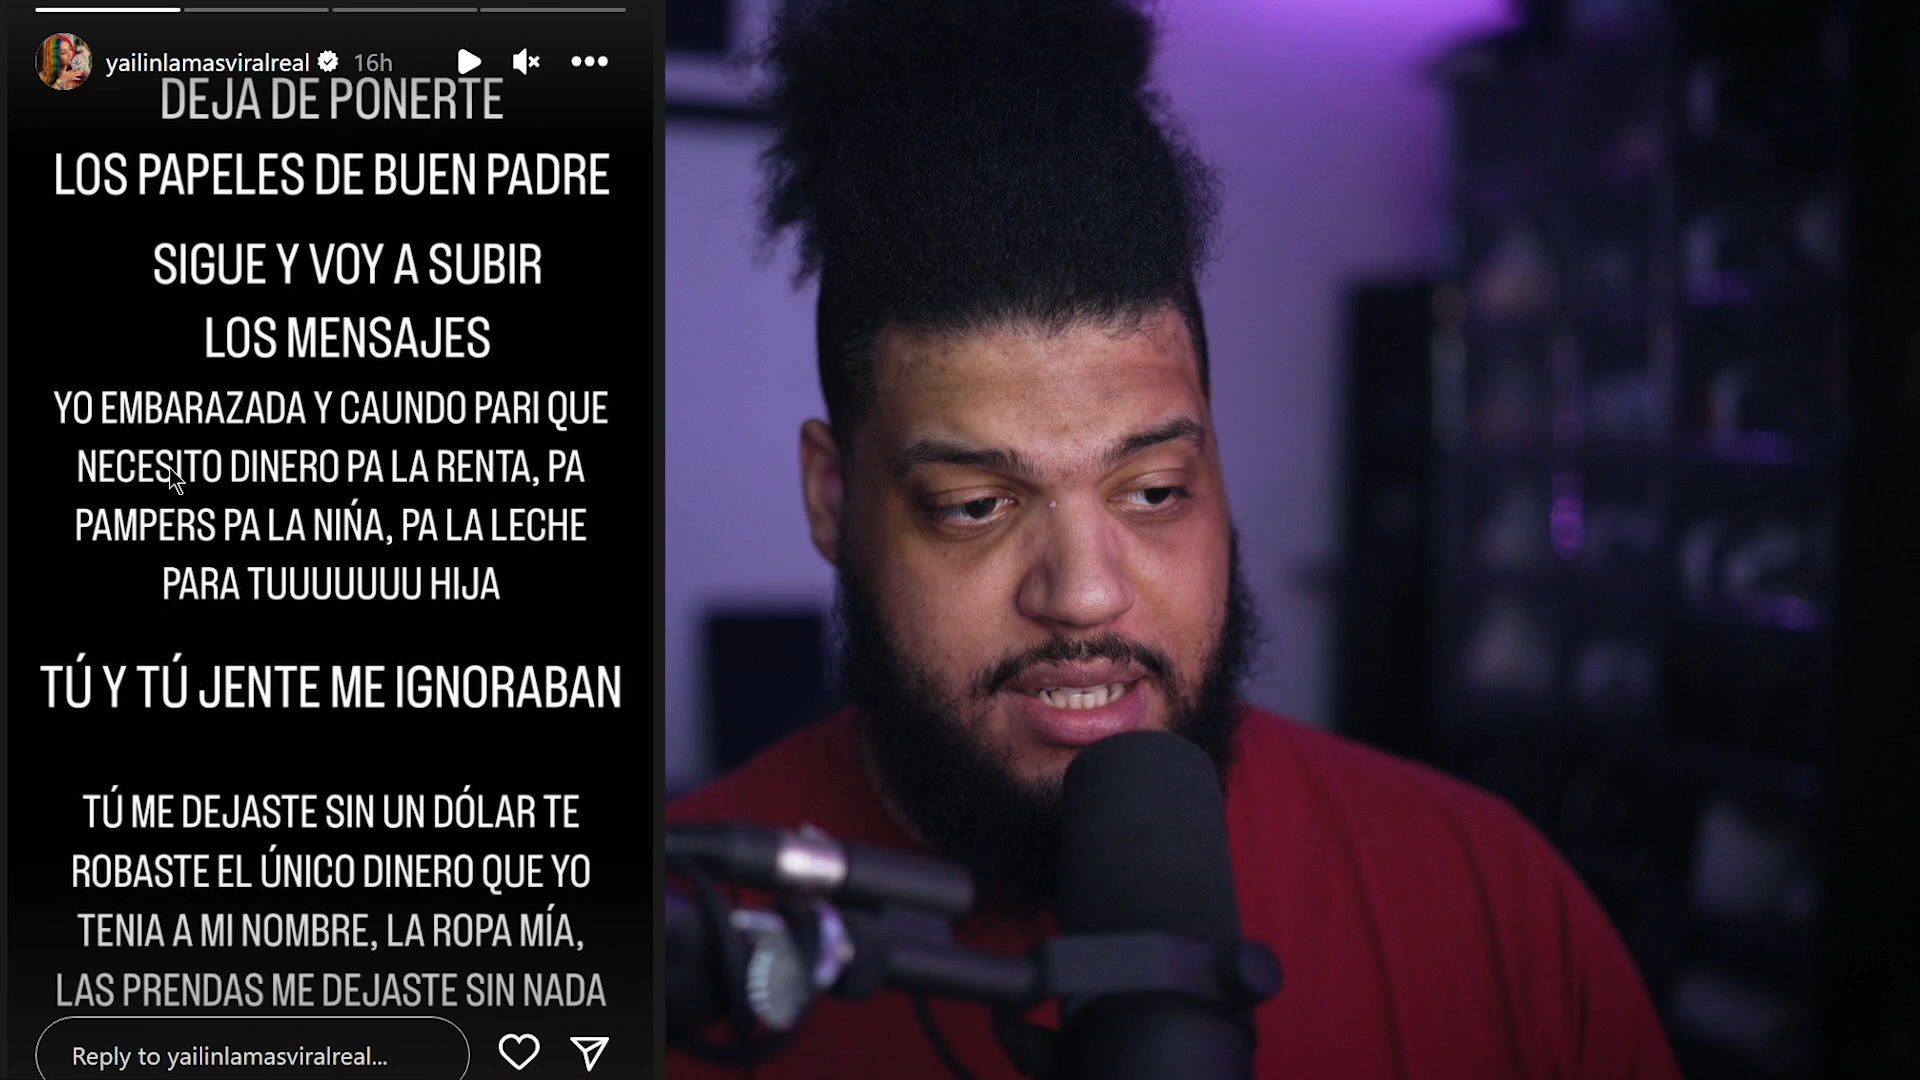 yailinlamasviralreal 16h
DEJA DE PONERTE
LOS PAPELES DE BUEN PADRE
SIGUE Y VOY A SUBIR
LOS MENSAJES
YO EMBARAZADA Y CAUNDO PARI QUE
NECESITO DINERO PA LA RENTA, PA
PAMPERS PA LA NIŃA, PA LA LECHE
PARA TUUUUUUU HIJA
TÚ Y TÚ JENTE ME IGNORABAN
TÚ ME DEJASTE SIN UN DÓLAR TE
ROBASTE EL ÚNICO DINERO QUE YO
TENIA A MI NOMBRE, LA ROPA MÍA,
LAS PRENDAS ME DEJASTE SIN NADA
Reply to yailinlamasviralreal...